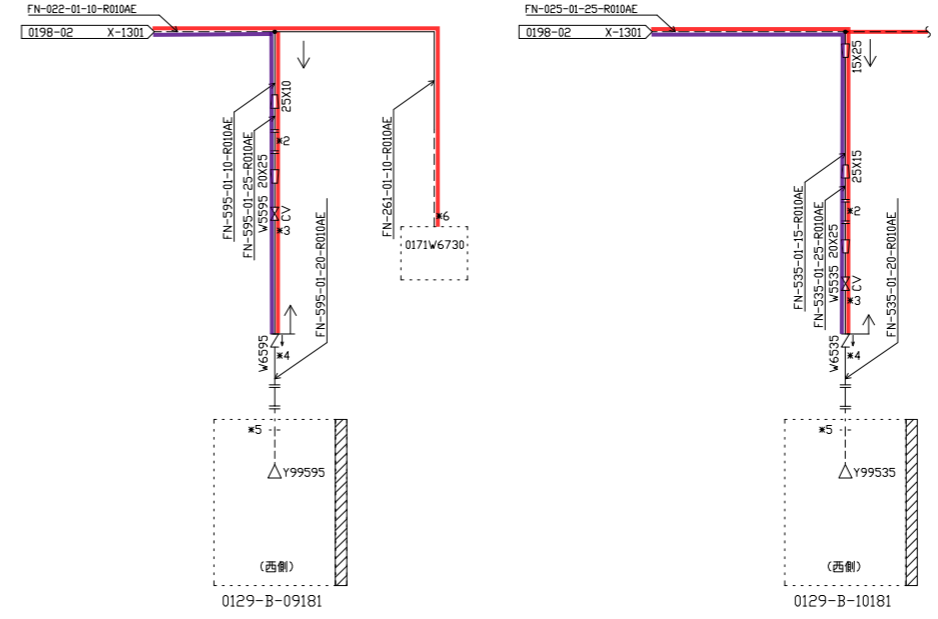 FN-022-01-10-R010AE
0198-02 X-1301
25X10
FN-595-01-10-R010AE
FN-595-01-25-R010AE
W5595 20X25
*2
CV
*3
FN-595-01-20-R010AE
W6595
*4
*5
Y99595
(西側)
0129-B-09181
FN-261-01-10-R010AE
*6
0171W6730
FN-025-01-25-R010AE
0198-02 X-1301
15X25
25X15
FN-535-01-15-R010AE
FN-535-01-25-R010AE
W5535 20X25
*2
CV
*3
FN-535-01-20-R010AE
W6535
*4
*5
Y99535
(西側)
0129-B-10181